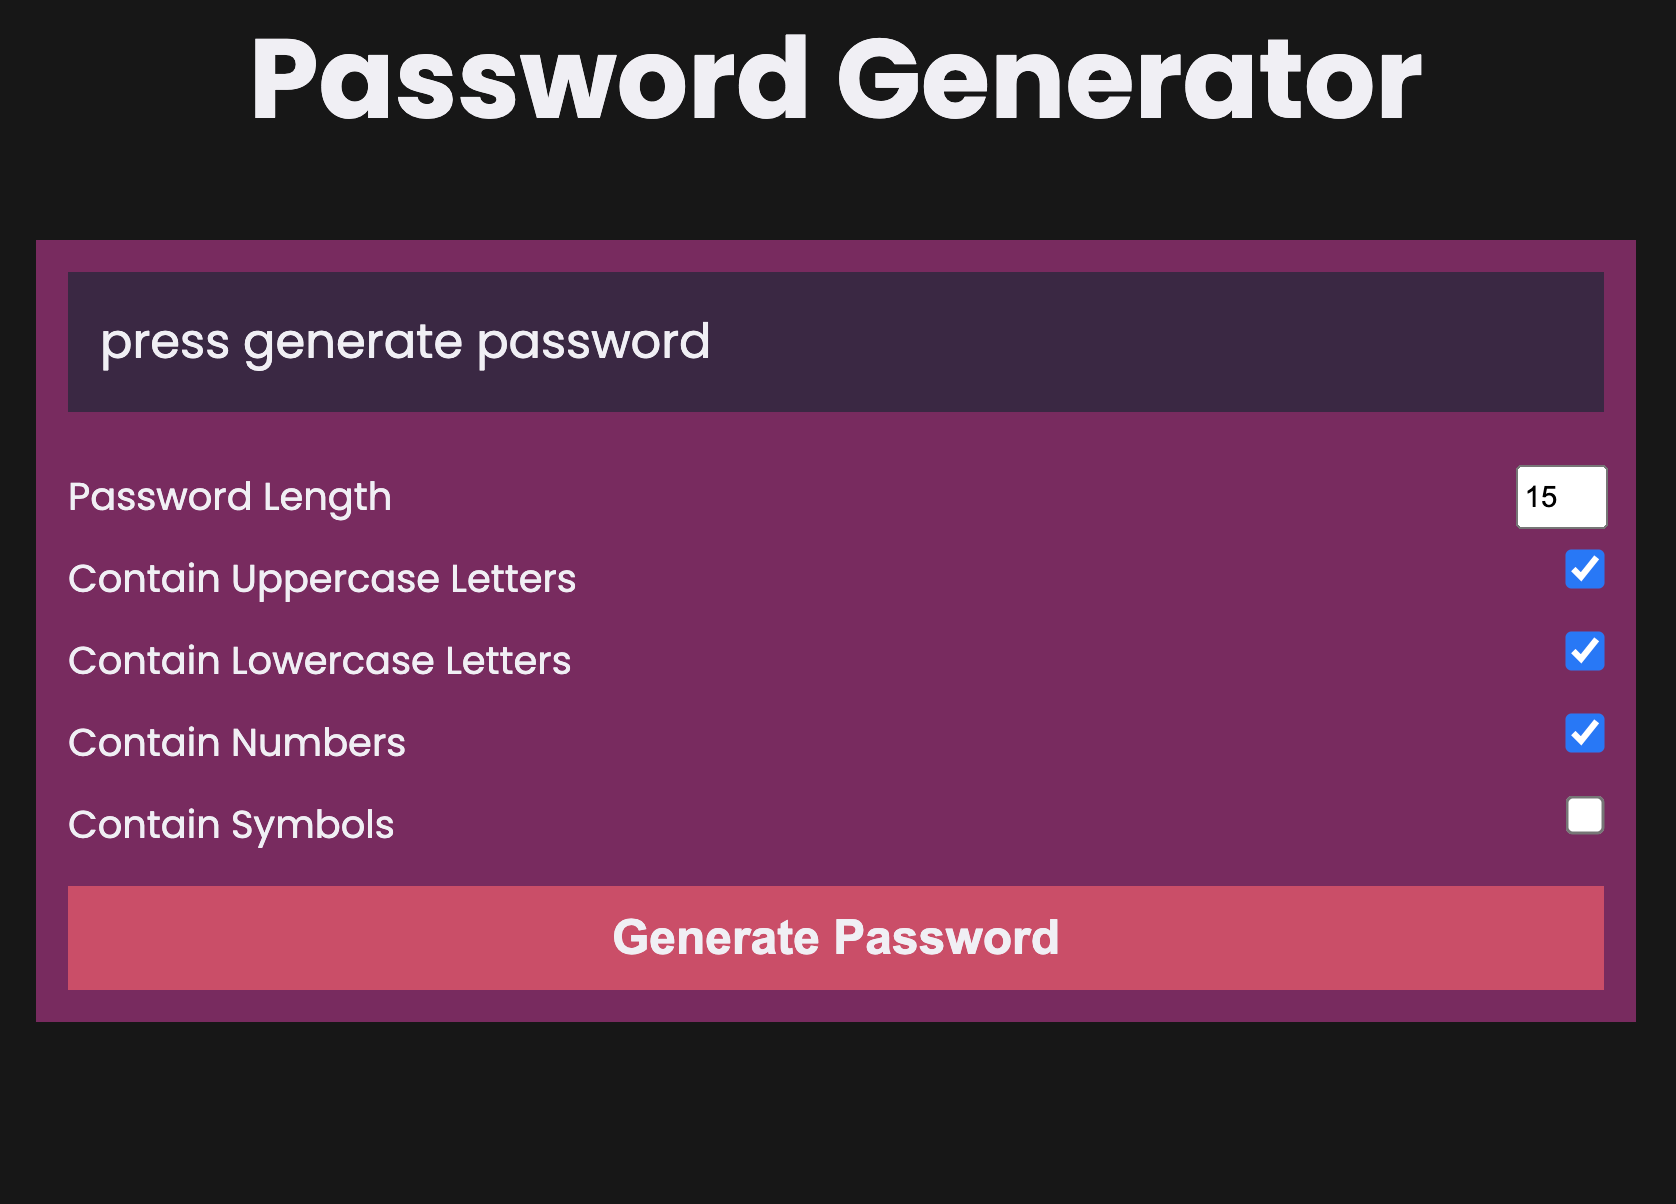 Password Generator
press generate password
Password Length
15
Contain Uppercase Letters
Contain Lowercase Letters
Contain Numbers
Contain Symbols
Generate Password